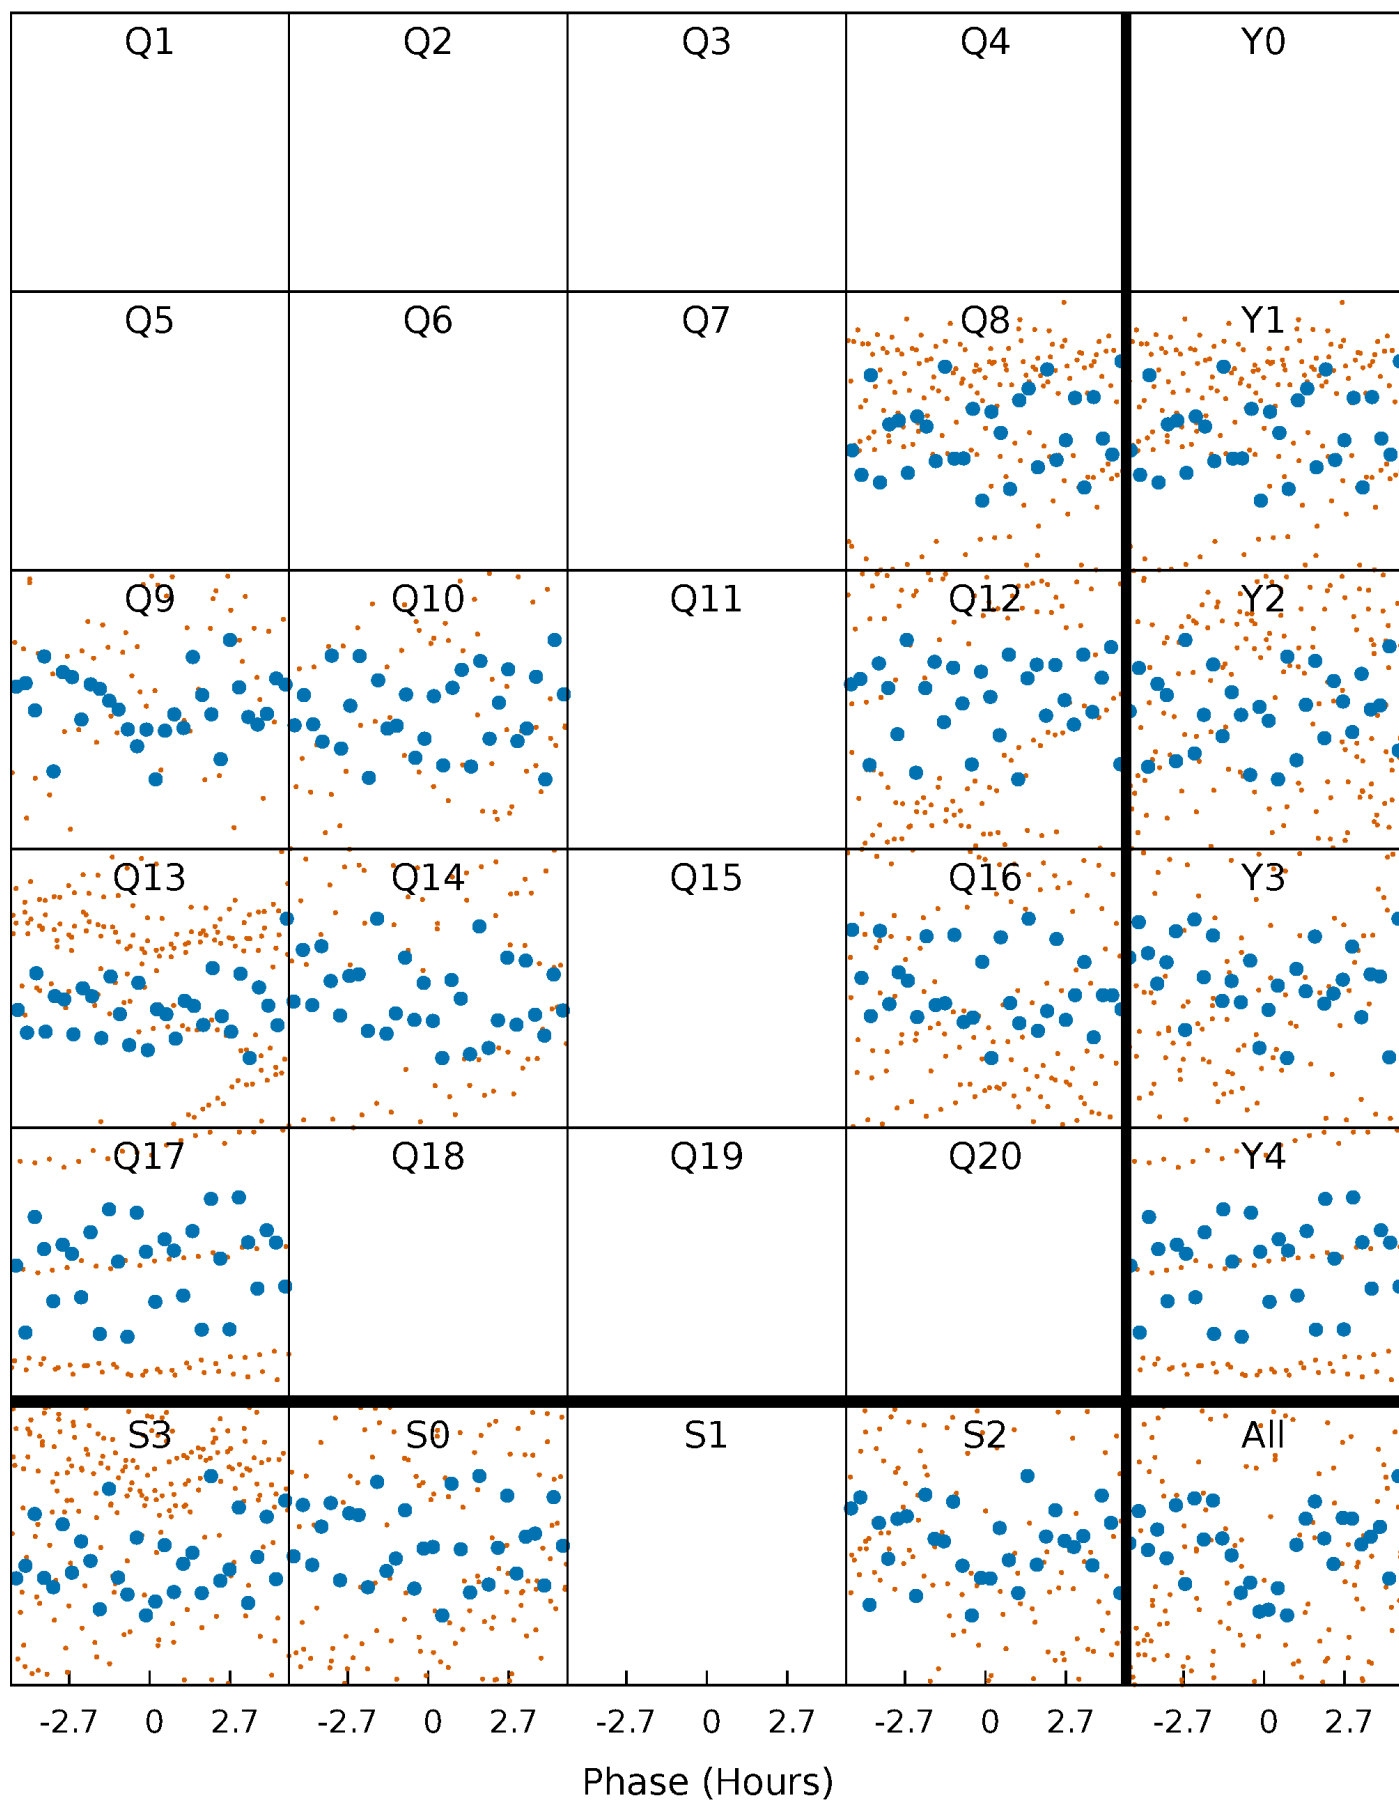 Q1 Q2 Q3 Q4 Y0
Q5 Q6 Q7 Q8 Y1
Q9 Q10 Q11 Q12 Y2
Q13 Q14 Q15 Q16 Y3
Q17 Q18 Q19 Q20 Y4
S3 S0 S1 S2 All
-2.7 0 2.7 -2.7 0 2.7 -2.7 0 2.7 -2.7 0 2.7 -2.7 0 2.7
Phase (Hours)